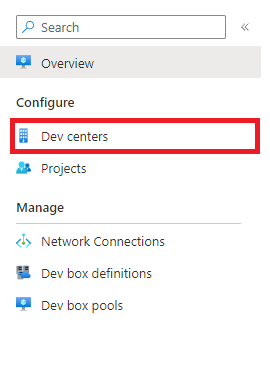 Search
Overview
Configure
Dev centers
Projects
Manage
Network Connections
Dev box definitions
Dev box pools